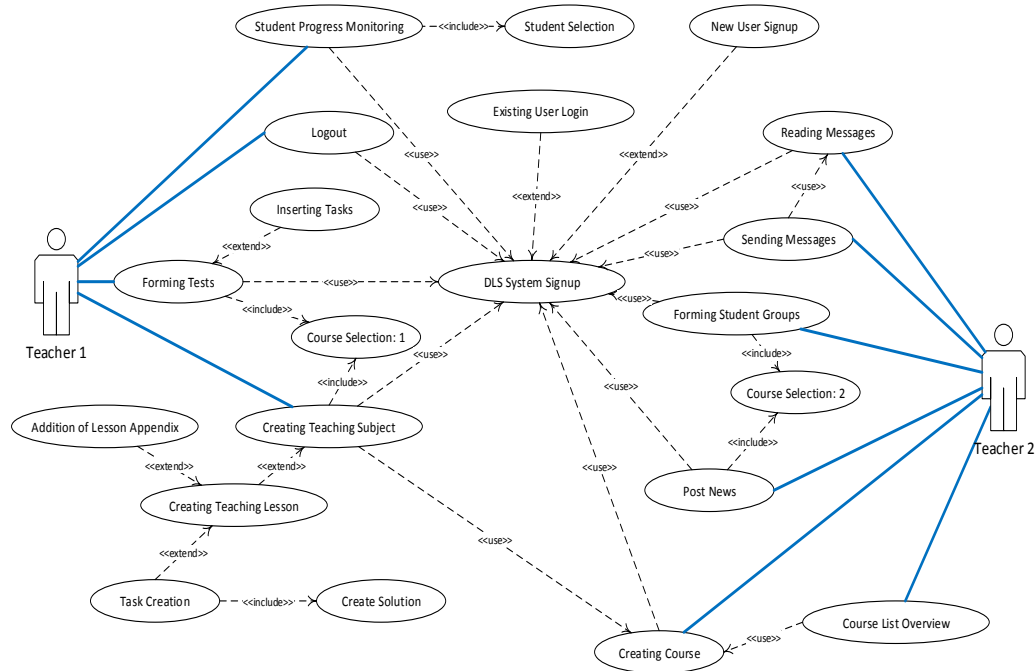 Student Progress Monitoring
<<include>>
Student Selection
New User Signup
Existing User Login
Logout
Reading Messages
<<use>>
<<extend>>
<<extend>>
<<use>>
<<use>>
<<use>>
Inserting Tasks
<<extend>>
Sending Messages
<<use>>
Forming Tests
<<use>>
DLS System Signup
<<use>>
<<include>>
Forming Student Groups
Teacher 1
Course Selection: 1
<<use>>
<<include>>
<<include>>
<<use>>
Course Selection: 2
Teacher 2
Addition of Lesson Appendix
Creating Teaching Subject
<<include>>
<<extend>>
<<extend>>
Creating Teaching Lesson
Post News
<<use>>
<<extend>>
<<use>>
Task Creation
<<include>>
Create Solution
Course List Overview
<<use>>
Creating Course